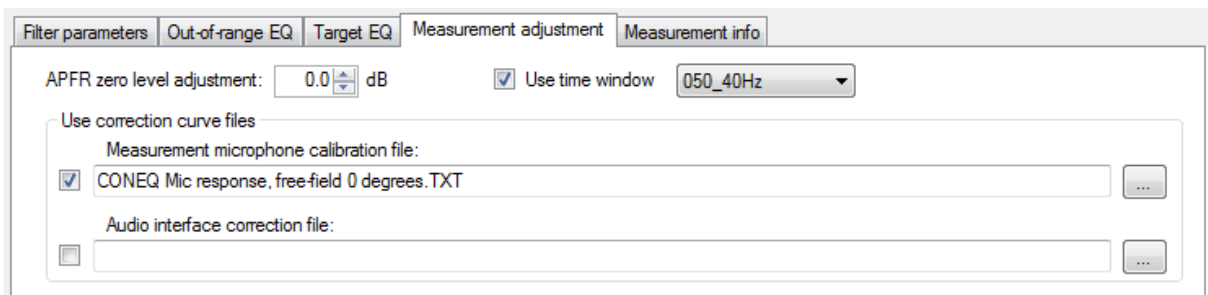 Filter parameters Out-of-range EQ Target EQ Measurement adjustment Measurement info
APFR zero level adjustment: 0.0 dB Use time window 050_40Hz
Use correction curve files
Measurement microphone calibration file:
CONEQ Mic response, free-field 0 degrees.TXT ...
Audio interface correction file:
...